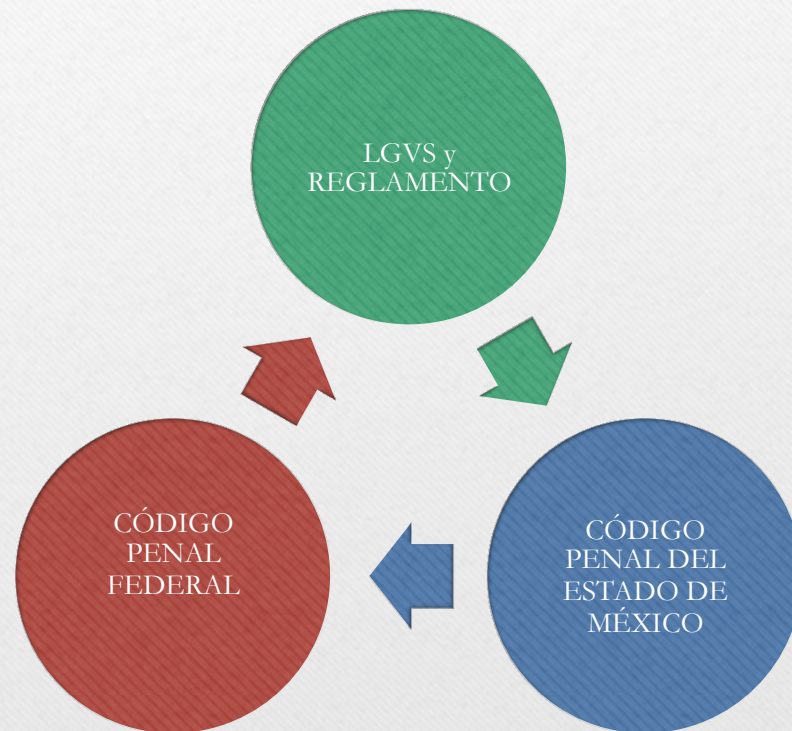 LGVS y
REGLAMENTO
CÓDIGO
PENAL
FEDERAL
CÓDIGO
PENAL DEL
ESTADO DE
MÉXICO